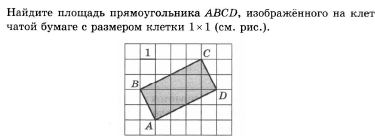 Найдите площадь прямоугольника ABCD, изображённого на клет
чатой бумаге с размером клетки 1×1 (см. рис.).
1
C
B
D
A